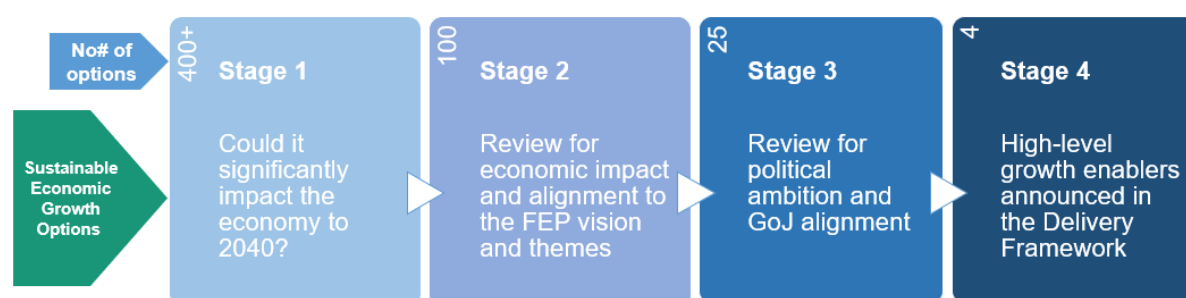 No# of
options
Sustainable
Economic
Growth
Options
400+
Stage 1
Could it
significantly
impact the
economy to
2040?
100
Stage 2
Review for
economic impact
and alignment to
the FEP vision
and themes
25
Stage 3
Review for
political
ambition and
GoJ alignment
4
Stage 4
High-level
growth enablers
announced in
the Delivery
Framework